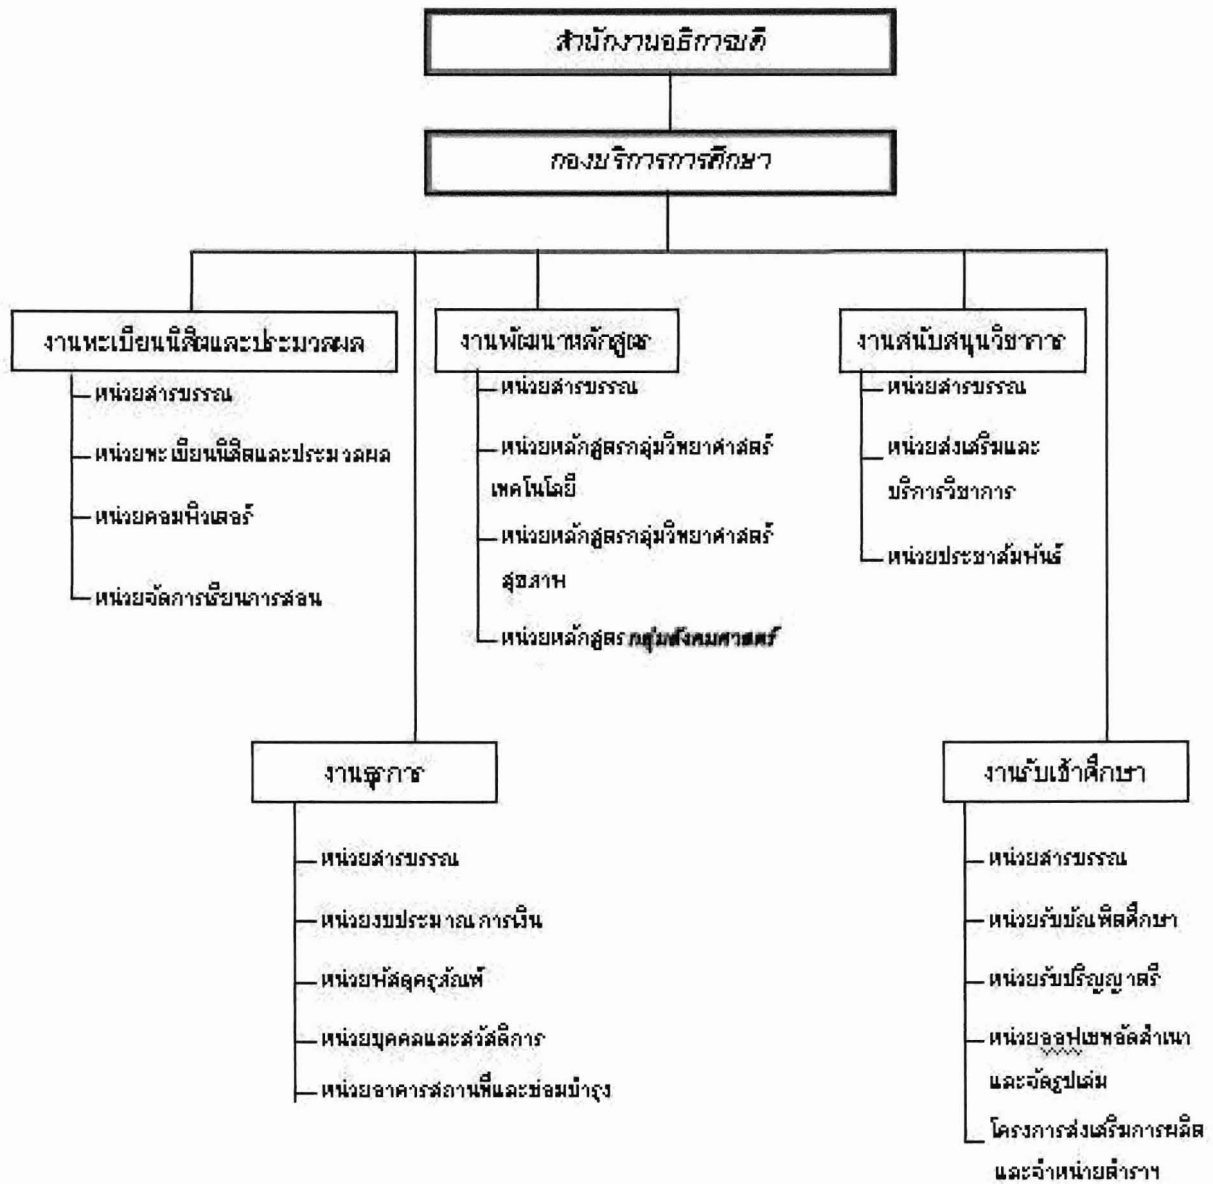 สำนักงานอธิการบดี
กองบริการการศึกษา
งานทะเบียนนิสิตและประมวลผล
หน่วยสารบรรณ
หน่วยทะเบียนนิสิตและประมวลผล
หน่วยคอมพิวเตอร์
หน่วยจัดการเรียนการสอน
งานพัฒนาหลักสูตร
หน่วยสารบรรณ
หน่วยหลักสูตรกลุ่มวิทยาศาสตร์
เทคโนโลยี
หน่วยหลักสูตรกลุ่มวิทยาศาสตร์
สุขภาพ
หน่วยหลักสูตรกลุ่มสังคมศาสตร์
งานสนับสนุนวิชาการ
หน่วยสารบรรณ
หน่วยส่งเสริมและ
บริการวิชาการ
หน่วยประชาสัมพันธ์
งานธุรการ
หน่วยสารบรรณ
หน่วยงบประมาณการเงิน
หน่วยพัสดุครุภัณฑ์
หน่วยบุคคลและสวัสดิการ
หน่วยอาคารสถานที่และซ่อมบำรุง
งานรับเข้าศึกษา
หน่วยสารบรรณ
หน่วยรับบัณฑิตศึกษา
หน่วยรับปริญญาตรี
หน่วยออฟเซทอัดสำเนา
และจัดรูปเล่ม
โครงการส่งเสริมการผลิต
และจำหน่ายตำราฯ